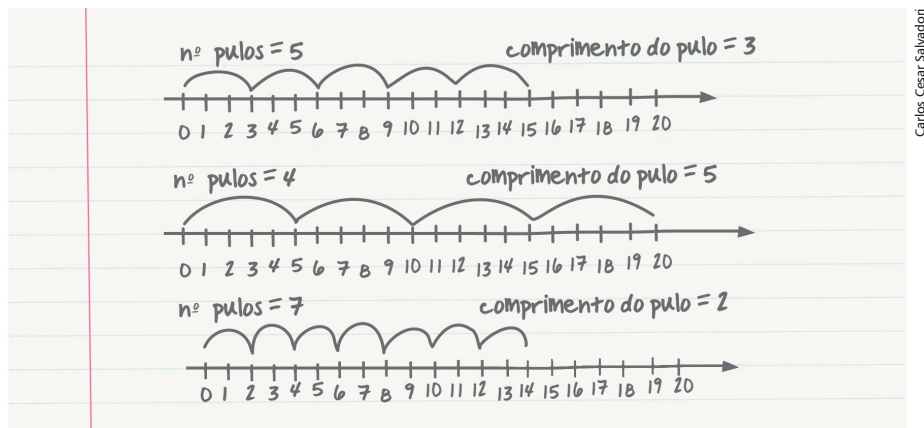 nº pulos = 5 comprimento do pulo = 3
0 1 2 3 4 5 6 7 8 9 10 11 12 13 14 15 16 17 18 19 20
nº pulos = 4 comprimento do pulo = 5
0 1 2 3 4 5 6 7 8 9 10 11 12 13 14 15 16 17 18 19 20
nº pulos = 7 comprimento do pulo = 2
0 1 2 3 4 5 6 7 8 9 10 11 12 13 14 15 16 17 18 19 20
Carlos Cesar Salvadori